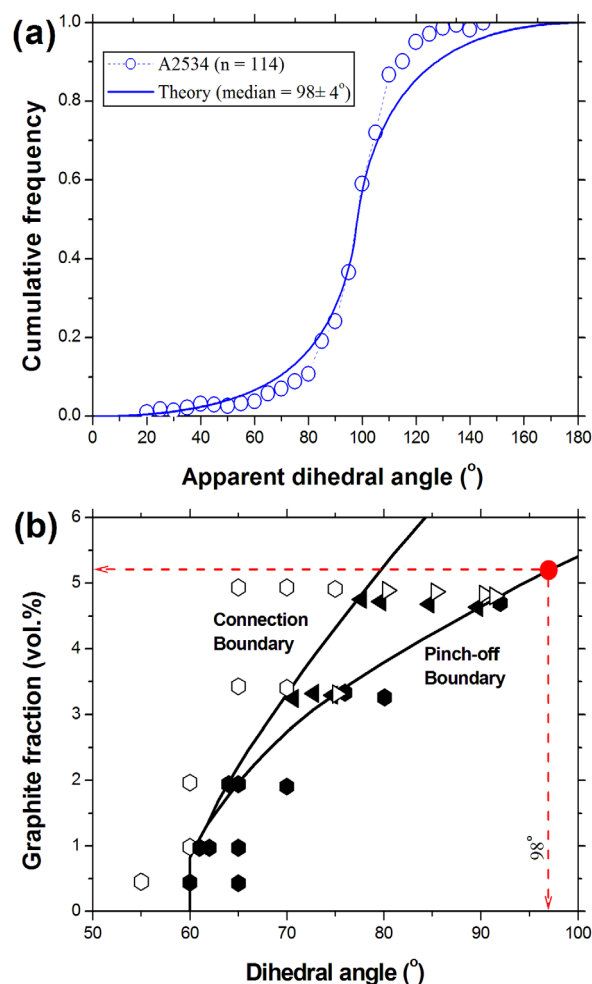 (a)
1.0
0.8
0.6
0.4
0.2
0.0
Cumulative frequency
A2534 (n = 114)
Theory (median = 98± 4°)
0 20 40 60 80 100 120 140 160 180
Apparent dihedral angle (°)
(b)
6
5
4
3
2
1
0
Graphite fraction (vol.%)
Connection
Boundary
Pinch-off
Boundary
98°
50 60 70 80 90 100
Dihedral angle (°)